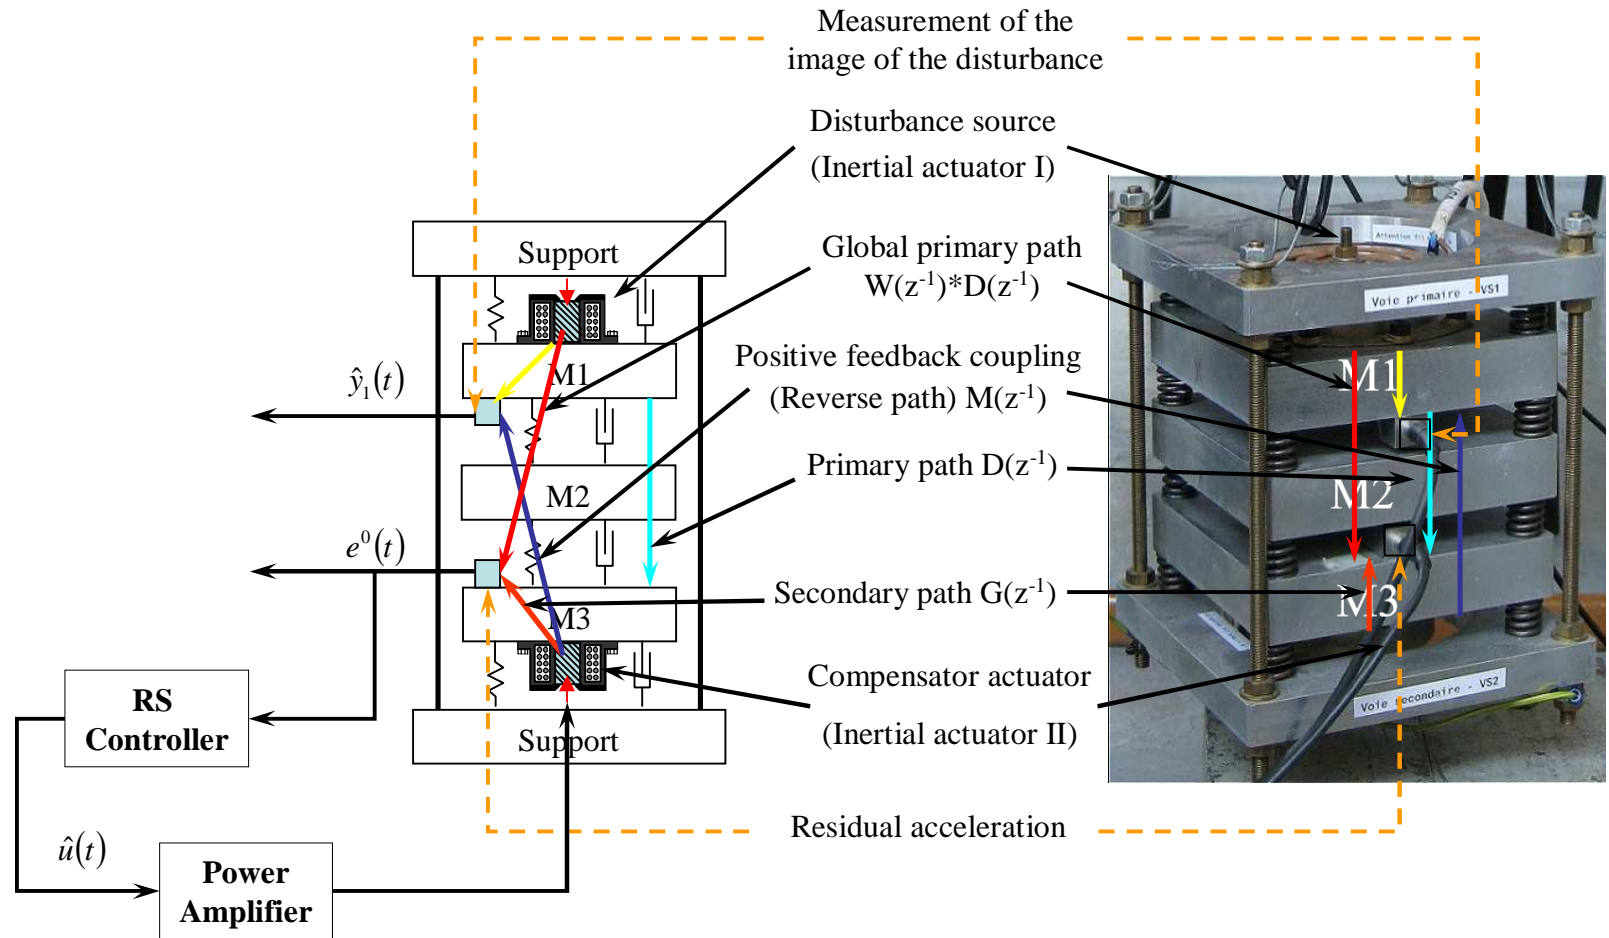 Measurement of the
image of the disturbance
Disturbance source
(Inertial actuator I)
Support
Global primary path
W(z⁻¹)*D(z⁻¹)
Attention fil
Voie primaire - VS1
M1
Positive feedback coupling
(Reverse path) M(z⁻¹)
M1
ŷ₁(t)
Primary path D(z⁻¹)
M2
M2
e⁰(t)
Secondary path G(z⁻¹)
M3
M3
Compensator actuator
(Inertial actuator II)
Voie secondaire - VS2
RS
Controller
Support
Residual acceleration
û(t)
Power
Amplifier